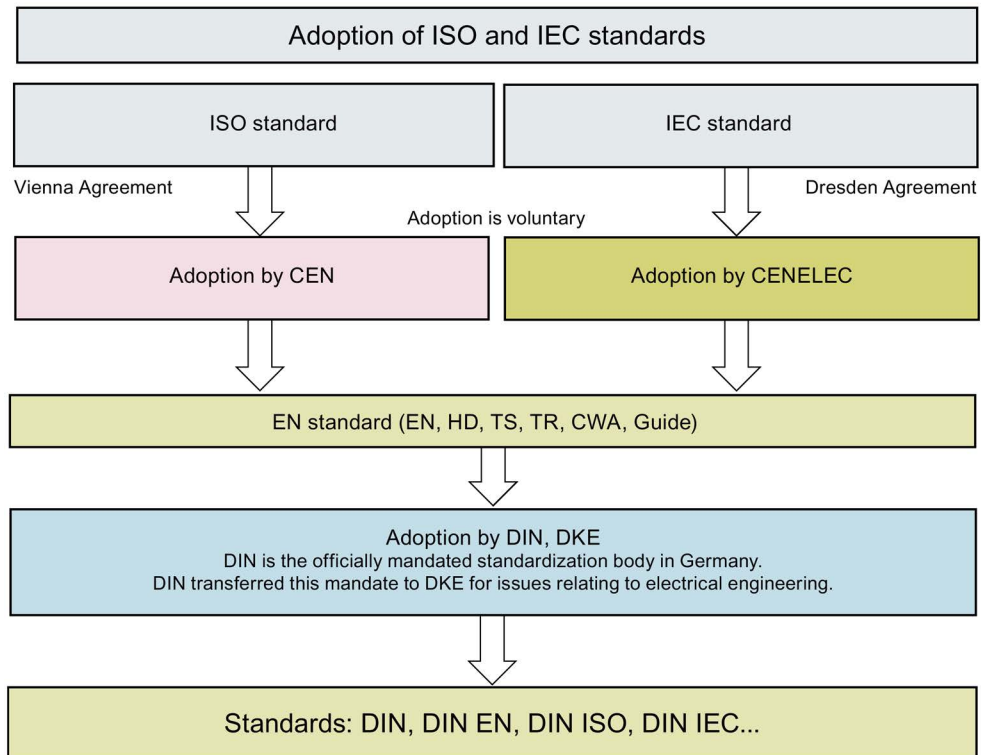 Adoption of ISO and IEC standards
ISO standard
IEC standard
Vienna Agreement
Dresden Agreement
Adoption is voluntary
Adoption by CEN
Adoption by CENELEC
EN standard (EN, HD, TS, TR, CWA, Guide)
Adoption by DIN, DKE
DIN is the officially mandated standardization body in Germany.
DIN transferred this mandate to DKE for issues relating to electrical engineering.
Standards: DIN, DIN EN, DIN ISO, DIN IEC...